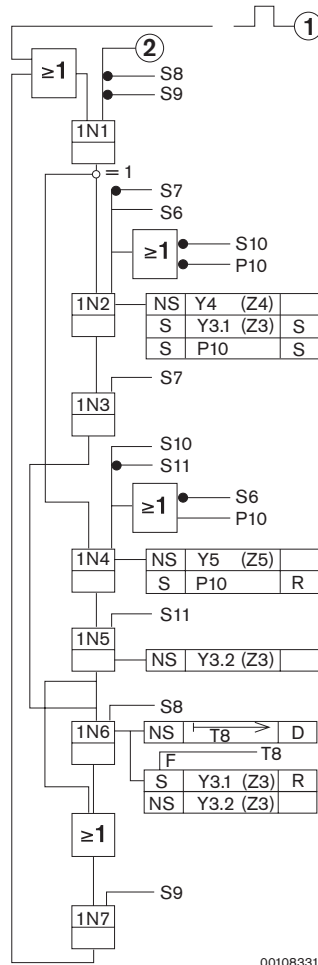 1
≥1
2
S8
S9
1N1
= 1
S7
S6
≥1
S10
P10
1N2
NS Y4 (Z4)
S Y3.1 (Z3) S
S P10 S
S7
1N3
S10
S11
≥1
S6
P10
1N4
NS Y5 (Z5)
S P10 R
S11
1N5
NS Y3.2 (Z3)
S8
1N6
NS T8 D
F T8
S Y3.1 (Z3) R
NS Y3.2 (Z3)
≥1
S9
1N7
00108331